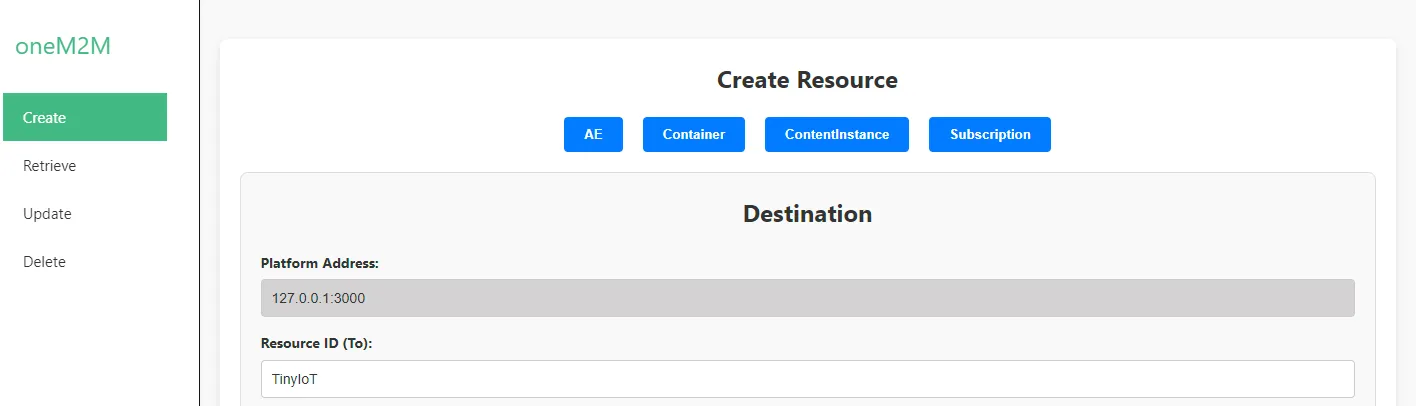 oneM2M
Create
Retrieve
Update
Delete
Create Resource
AE Container ContentInstance Subscription
Destination
Platform Address:
127.0.0.1:3000
Resource ID (To):
TinyIoT